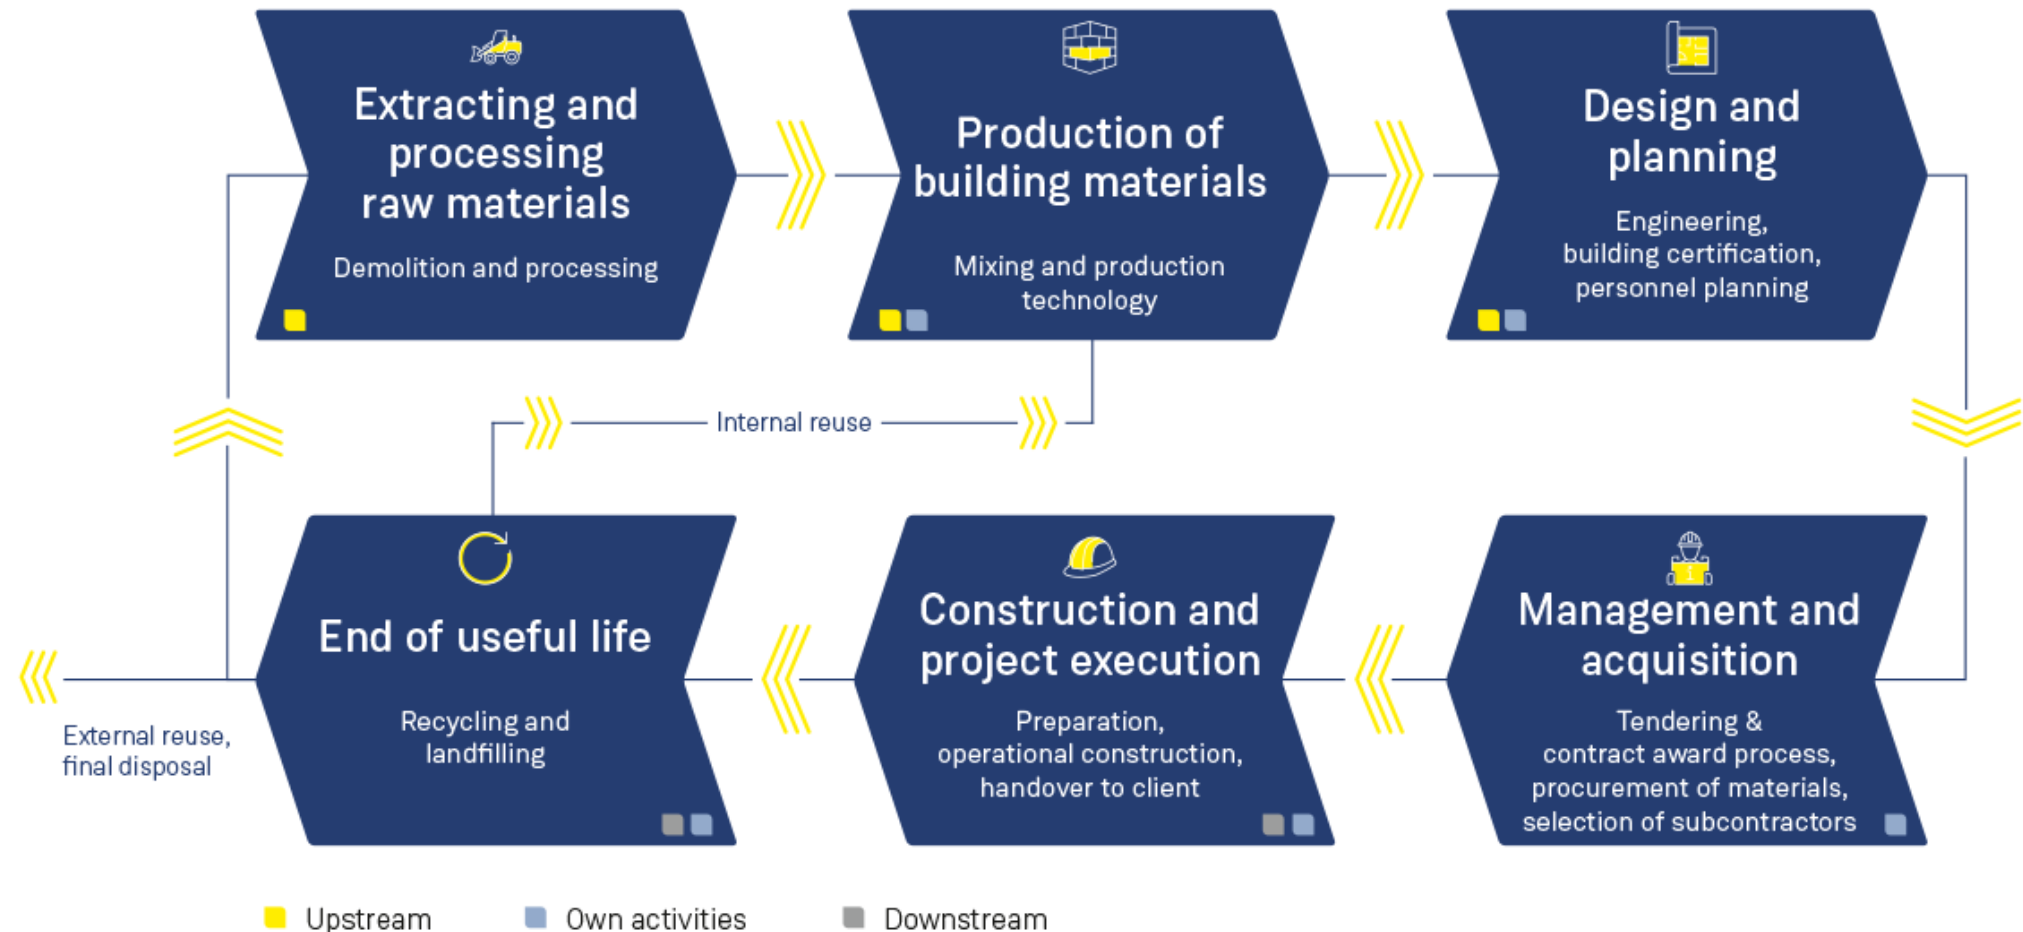 Extracting and
processing
raw materials
Demolition and processing
Production of
building materials
Mixing and production
technology
Design and
planning
Engineering,
building certification,
personnel planning
Internal reuse
End of useful life
Recycling and
landfilling
Construction and
project execution
Preparation,
operational construction,
handover to client
Management and
acquisition
Tendering &
contract award process,
procurement of materials,
selection of subcontractors
External reuse,
final disposal
Upstream
Own activities
Downstream